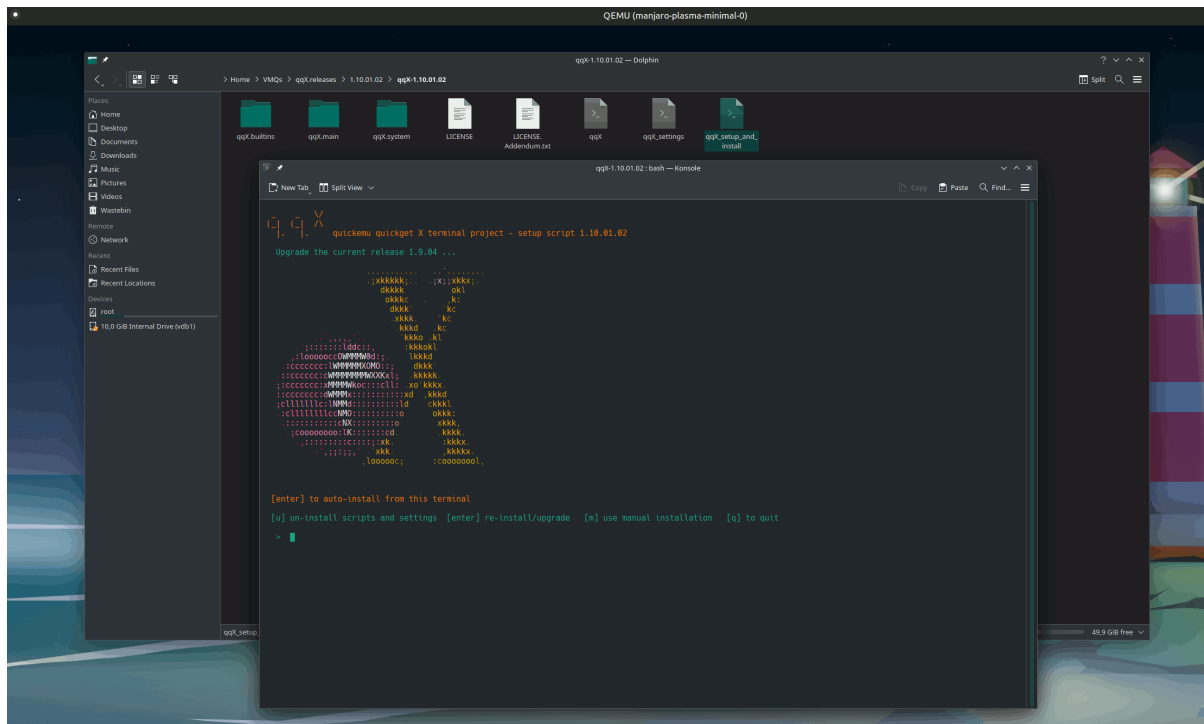 QEMU (manjaro-plasma-minimal-0)
qqX-1.10.01.02 — Dolphin
> Home > VMQs > qqX.releases > 1.10.01.02 > qqX-1.10.01.02
Split
Places
Home
Desktop
Documents
Downloads
Music
Pictures
Videos
Wastebin
Remote
Network
Recent
Recent Files
Recent Locations
Devices
root
10,0 GiB Internal Drive (vdb1)
qqX.builtins
qqX.main
qqX.system
LICENSE
LICENSE.
Addendum.txt
qqX
qqX_settings
qqX_setup_and_
install
qqX-1.10.01.02 : bash — Konsole
New Tab
Split View
Copy
Paste
Find...
quickemu quickget X terminal project - setup script 1.10.01.02
Upgrade the current release 1.9.04 ...
[enter] to auto-install from this terminal
[u] un-install scripts and settings [enter] re-install/upgrade [m] use manual installation [q] to quit
>
qqX_setup_
49,9 GiB free